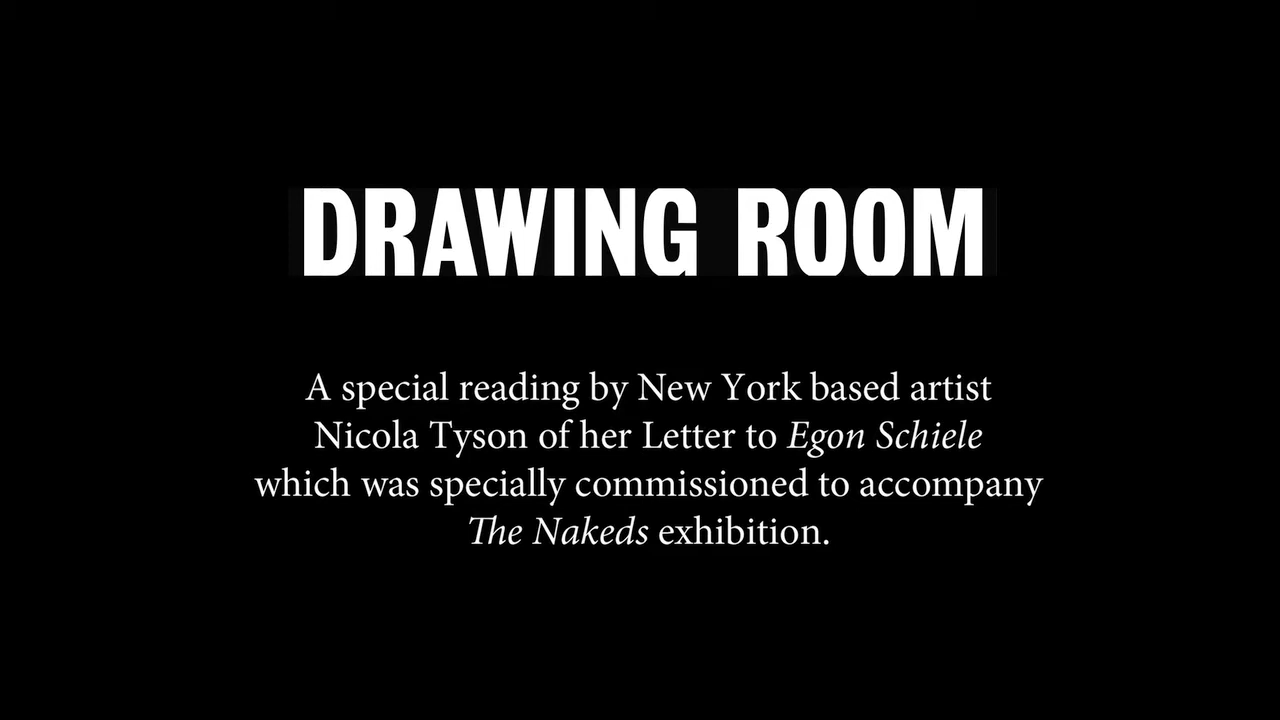 DRAWING ROOM
A special reading by New York based artist
Nicola Tyson of her Letter to Egon Schiele
which was specially commissioned to accompany
The Nakeds exhibition.